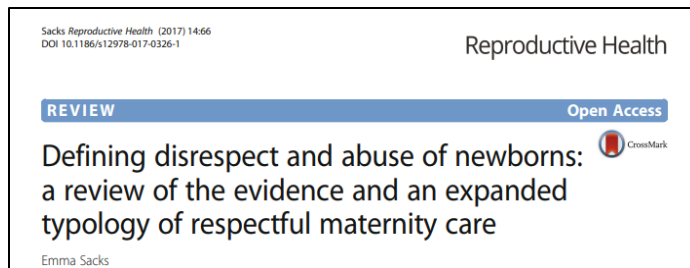 Sacks Reproductive Health (2017) 14:66
DOI 10.1186/s12978-017-0326-1
Reproductive Health
REVIEW Open Access
CrossMark
Defining disrespect and abuse of newborns:
a review of the evidence and an expanded
typology of respectful maternity care
Emma Sacks